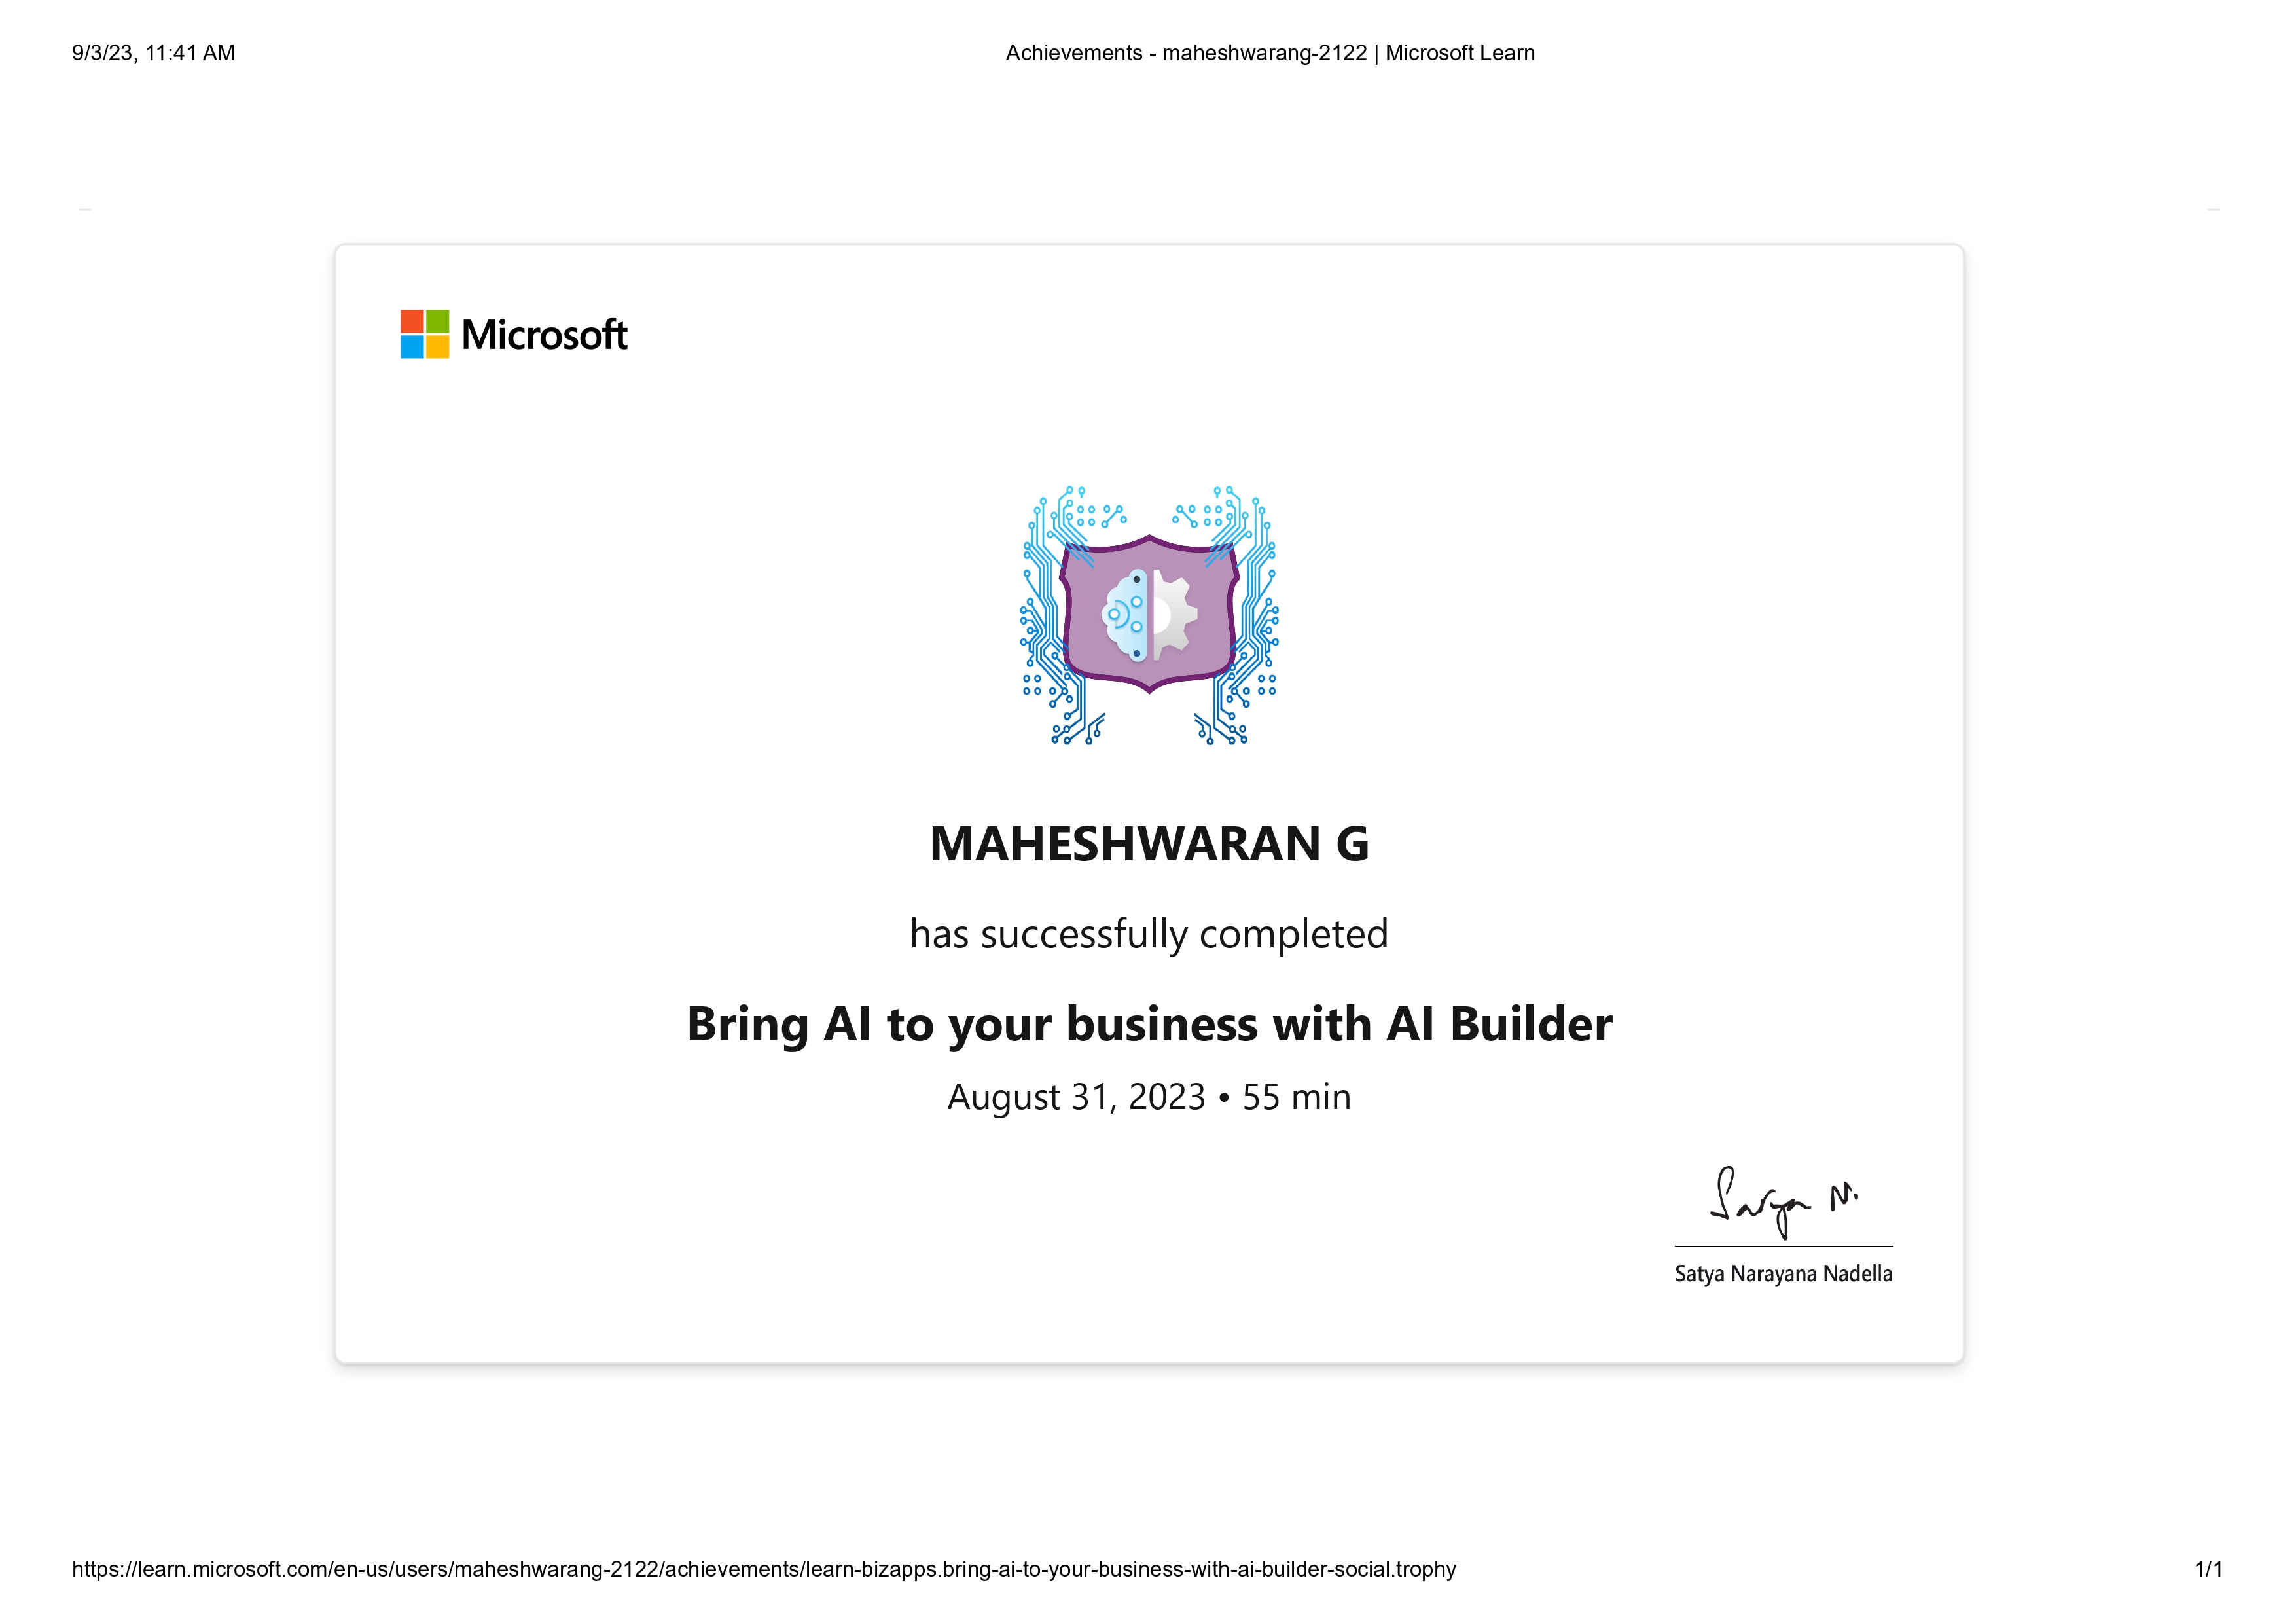 9/3/23, 11:41 AM
Achievements - maheshwarang-2122 | Microsoft Learn
Microsoft
MAHESHWARAN G
has successfully completed
Bring AI to your business with AI Builder
August 31, 2023 • 55 min
Satya N.
Satya Narayana Nadella
https://learn.microsoft.com/en-us/users/maheshwarang-2122/achievements/learn-bizapps.bring-ai-to-your-business-with-ai-builder-social.trophy
1/1